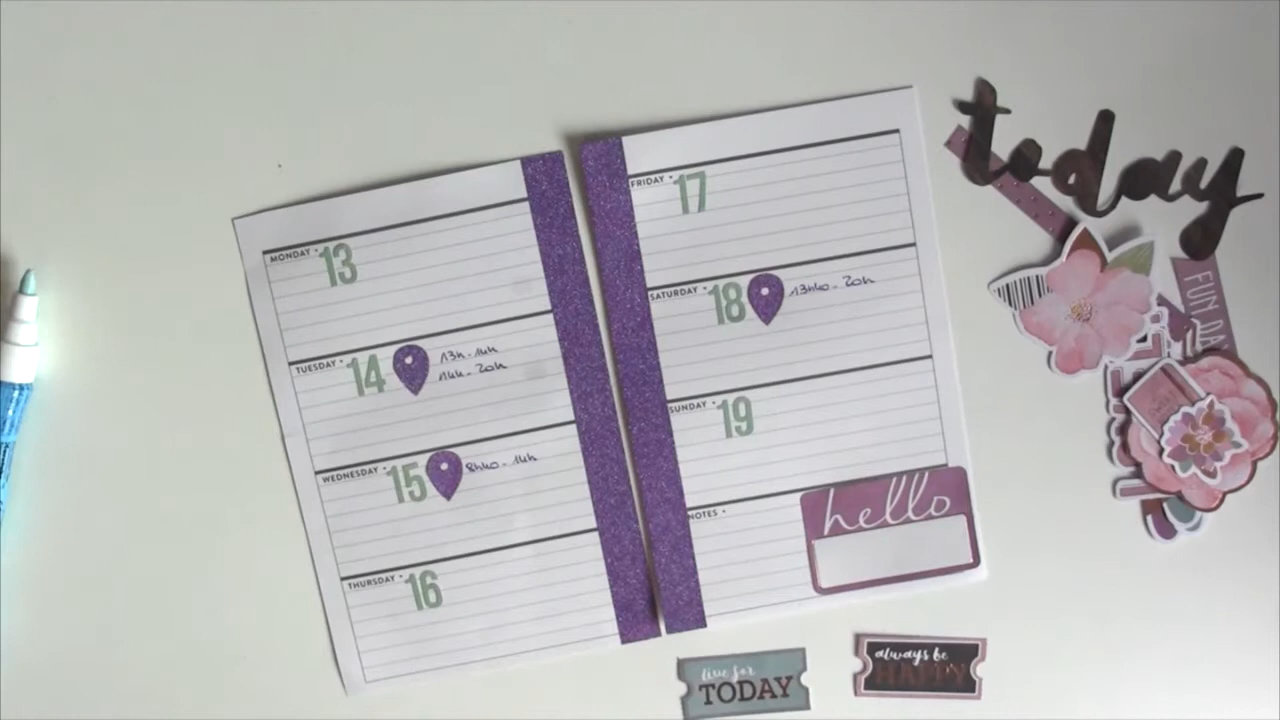 MONDAY • 13
TUESDAY • 14
13h - 14h
14h - 20h
WEDNESDAY • 15
8h40 - 14h
THURSDAY • 16
FRIDAY • 17
SATURDAY • 18
13h40 - 20h
SUNDAY • 19
NOTES •
hello
today
FUN DA
live for
TODAY
always be
HAPPY